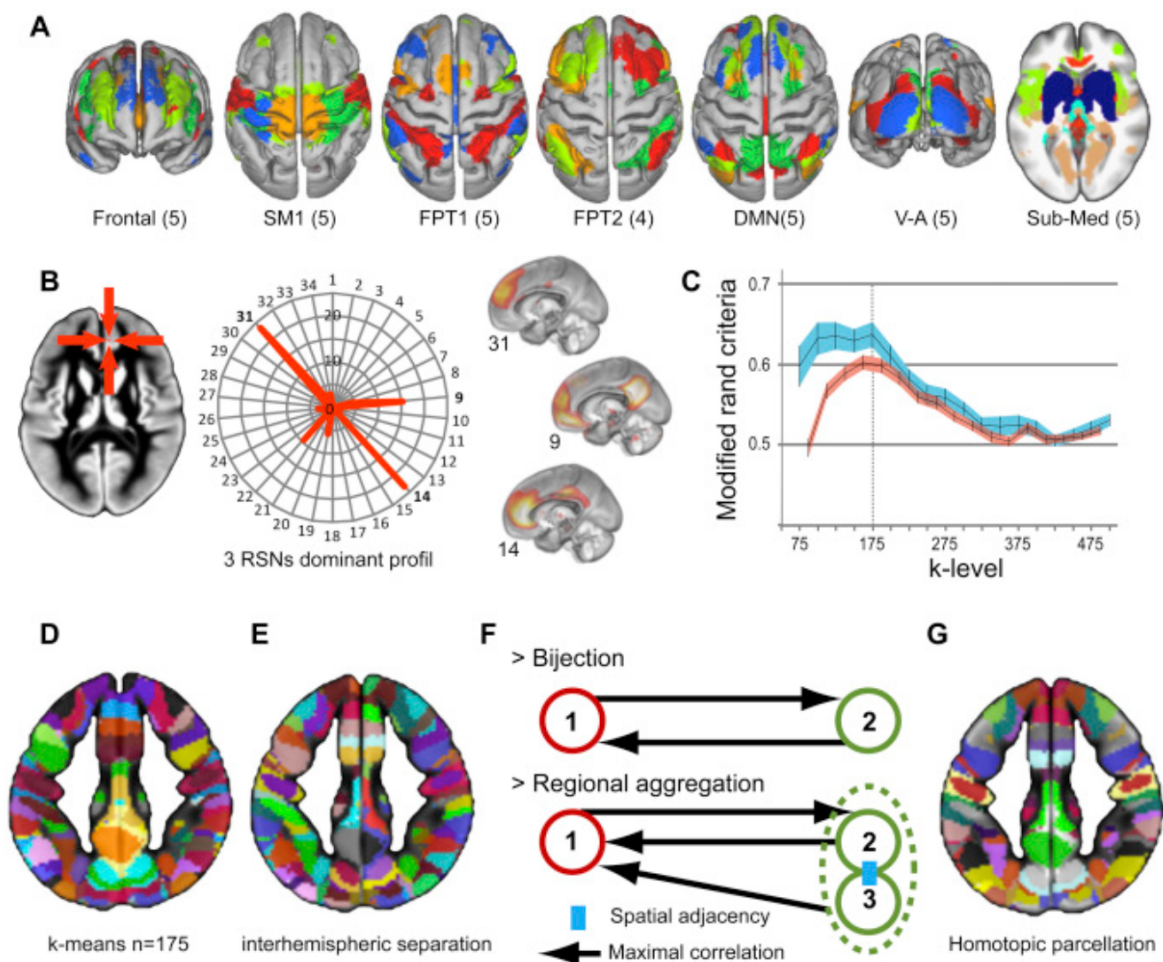 A
Frontal (5)
SM1 (5)
FPT1 (5)
FPT2 (4)
DMN(5)
V-A (5)
Sub-Med (5)
B
1
2
3
4
5
6
7
8
9
10
11
12
13
14
15
16
17
18
19
20
21
22
23
24
25
26
27
28
29
30
31
32
33
34
20
10
0
3 RSNs dominant profil
31
9
14
C
Modified rand criteria
0.7
0.6
0.5
75
175
275
375
475
k-level
D
k-means n=175
E
interhemispheric separation
F
> Bijection
1
2
> Regional aggregation
1
2
3
Spatial adjacency
Maximal correlation
G
Homotopic parcellation